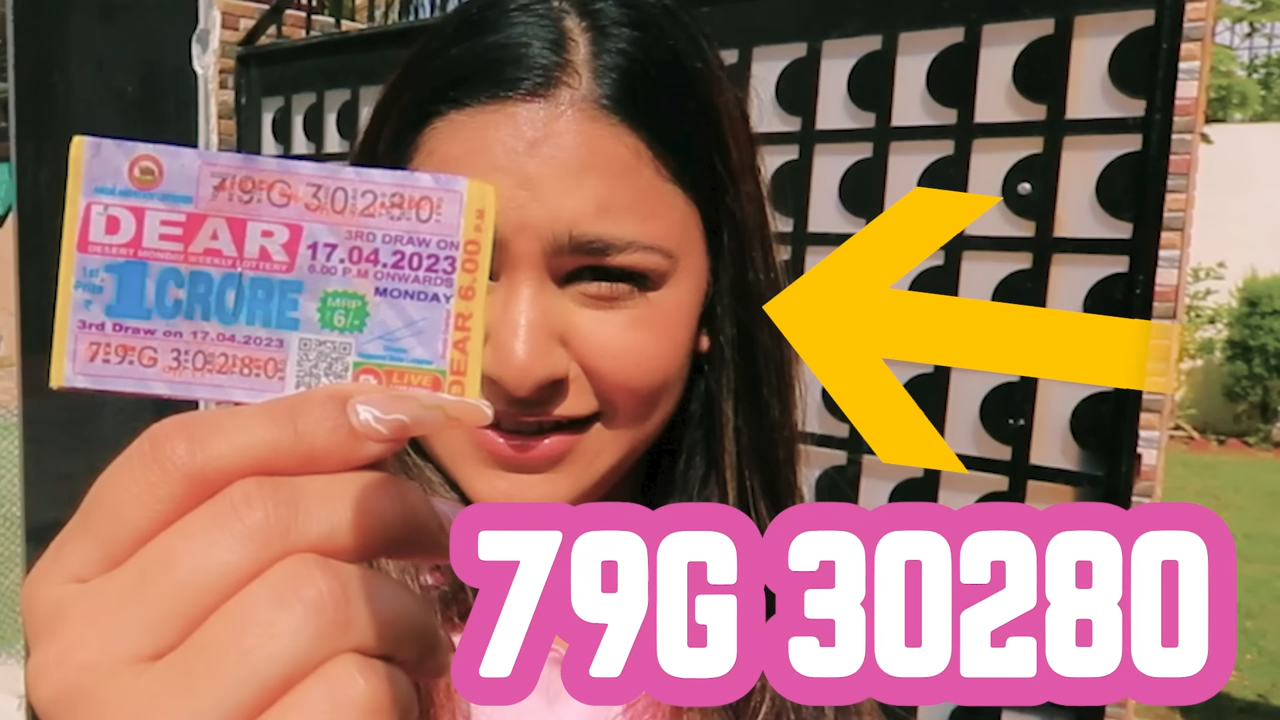 79G 30280
DEAR
DESERT MONDAY WEEKLY LOTTERY
3RD DRAW ON
17.04.2023
6.00 P.M ONWARDS
MONDAY
1st
Prize
₹
1CRORE
MRP
₹6/-
3rd Draw on 17.04.2023
79G 30280
LIVE
DEAR 6.00 P.M.
79G 30280